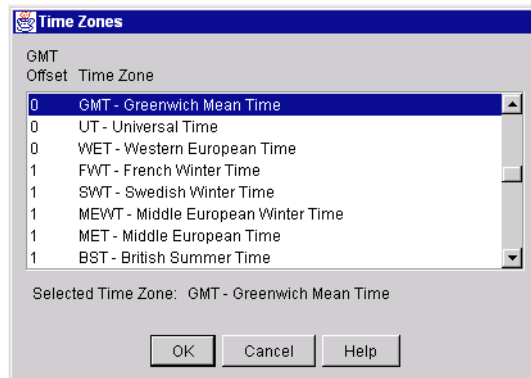 Time Zones
GMT
Offset Time Zone
0 GMT - Greenwich Mean Time
0 UT - Universal Time
0 WET - Western European Time
1 FWT - French Winter Time
1 SWT - Swedish Winter Time
1 MEWT - Middle European Winter Time
1 MET - Middle European Time
1 BST - British Summer Time
Selected Time Zone: GMT - Greenwich Mean Time
OK Cancel Help